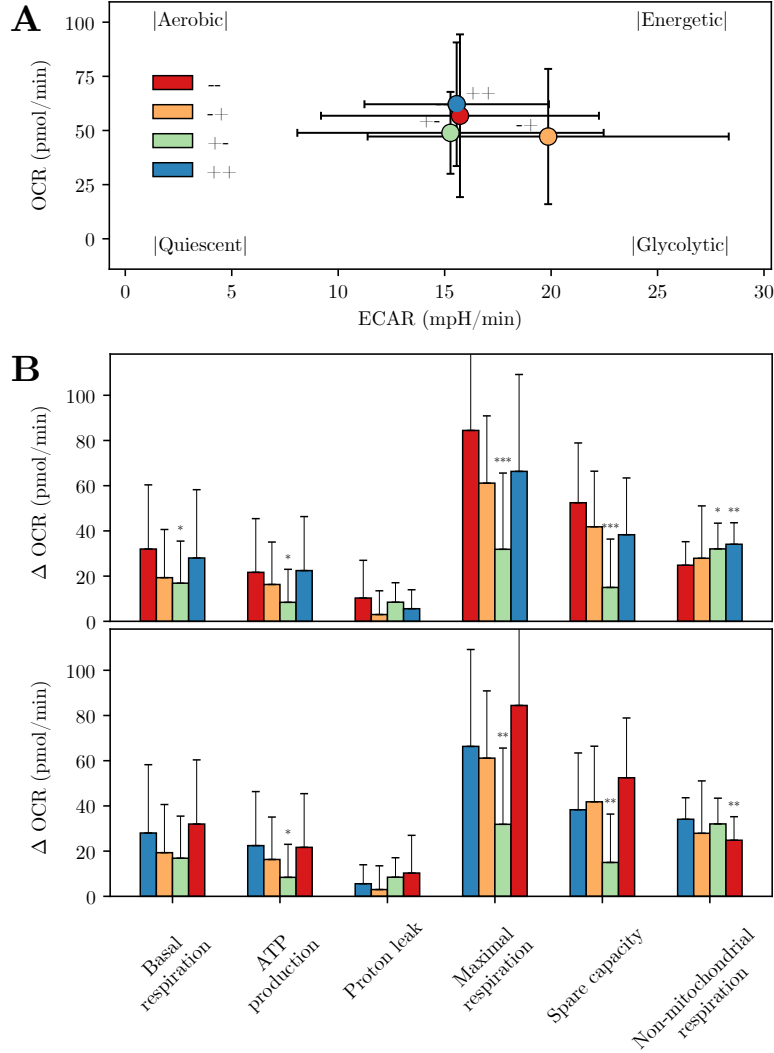 A
|Aerobic|
|Energetic|
--
-+
+-
++
++
+-
-+
|Quiescent|
|Glycolytic|
100
75
50
25
0
OCR (pmol/min)
0 5 10 15 20 25 30
ECAR (mpH/min)
B
100
80
60
40
20
0
Δ OCR (pmol/min)
*
*
***
***
*
**
100
80
60
40
20
0
Δ OCR (pmol/min)
*
**
**
**
Basal
respiration
ATP
production
Proton leak
Maximal
respiration
Spare capacity
Non-mitochondrial
respiration